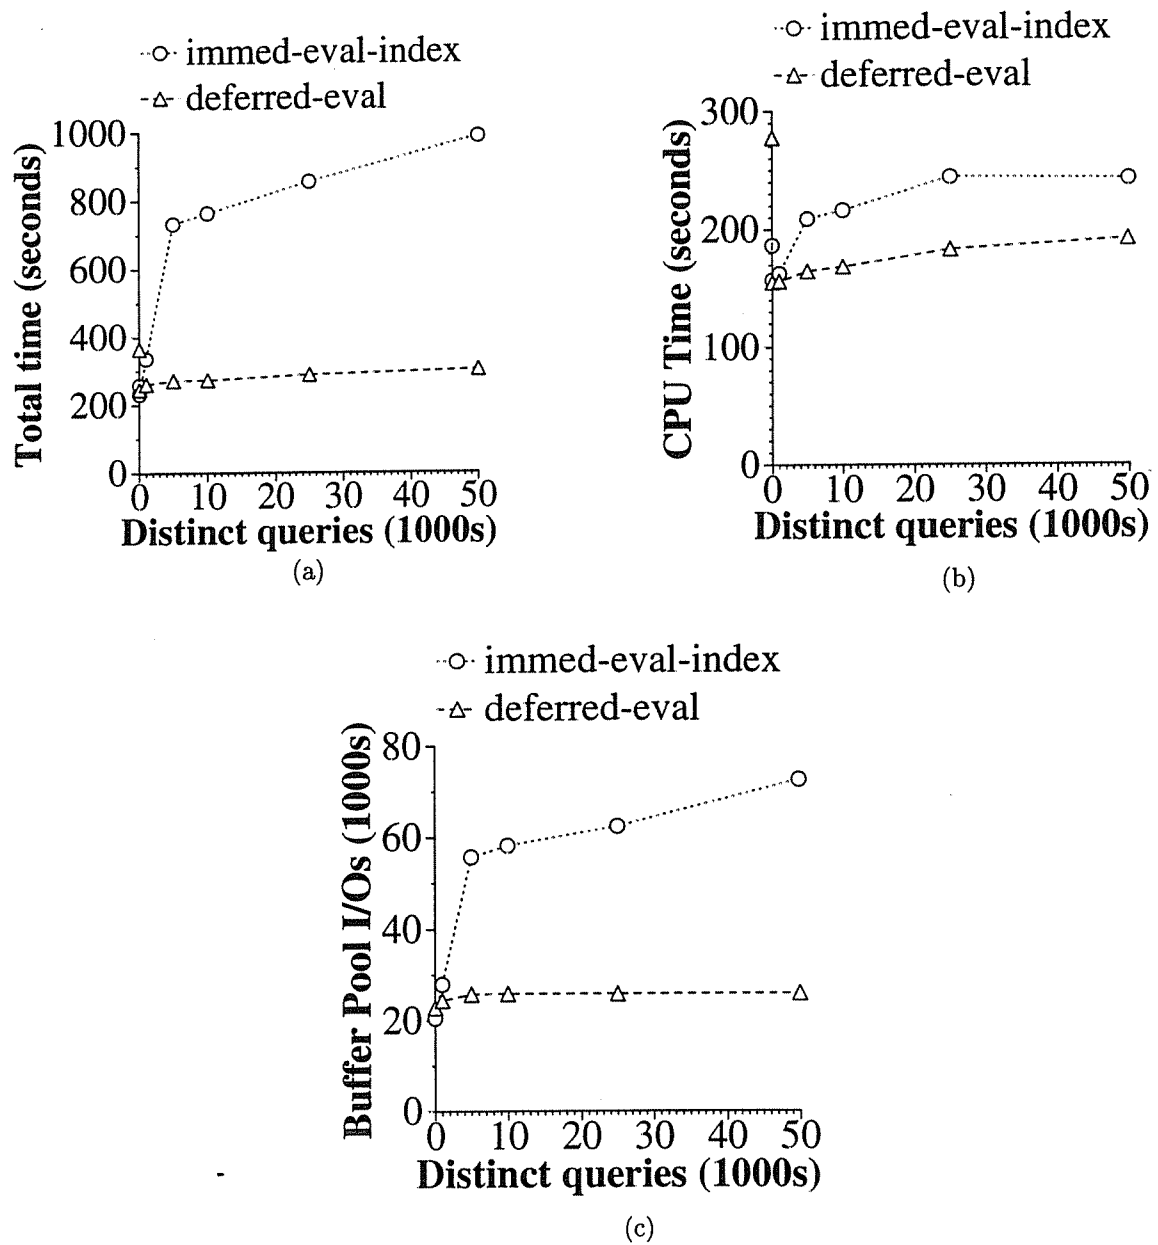 immed-eval-index
deferred-eval
1000
800
600
400
200
0
Total time (seconds)
0 10 20 30 40 50
Distinct queries (1000s)
(a)
immed-eval-index
deferred-eval
300
200
100
0
CPU Time (seconds)
0 10 20 30 40 50
Distinct queries (1000s)
(b)
immed-eval-index
deferred-eval
80
60
40
20
0
Buffer Pool I/Os (1000s)
0 10 20 30 40 50
Distinct queries (1000s)
(c)